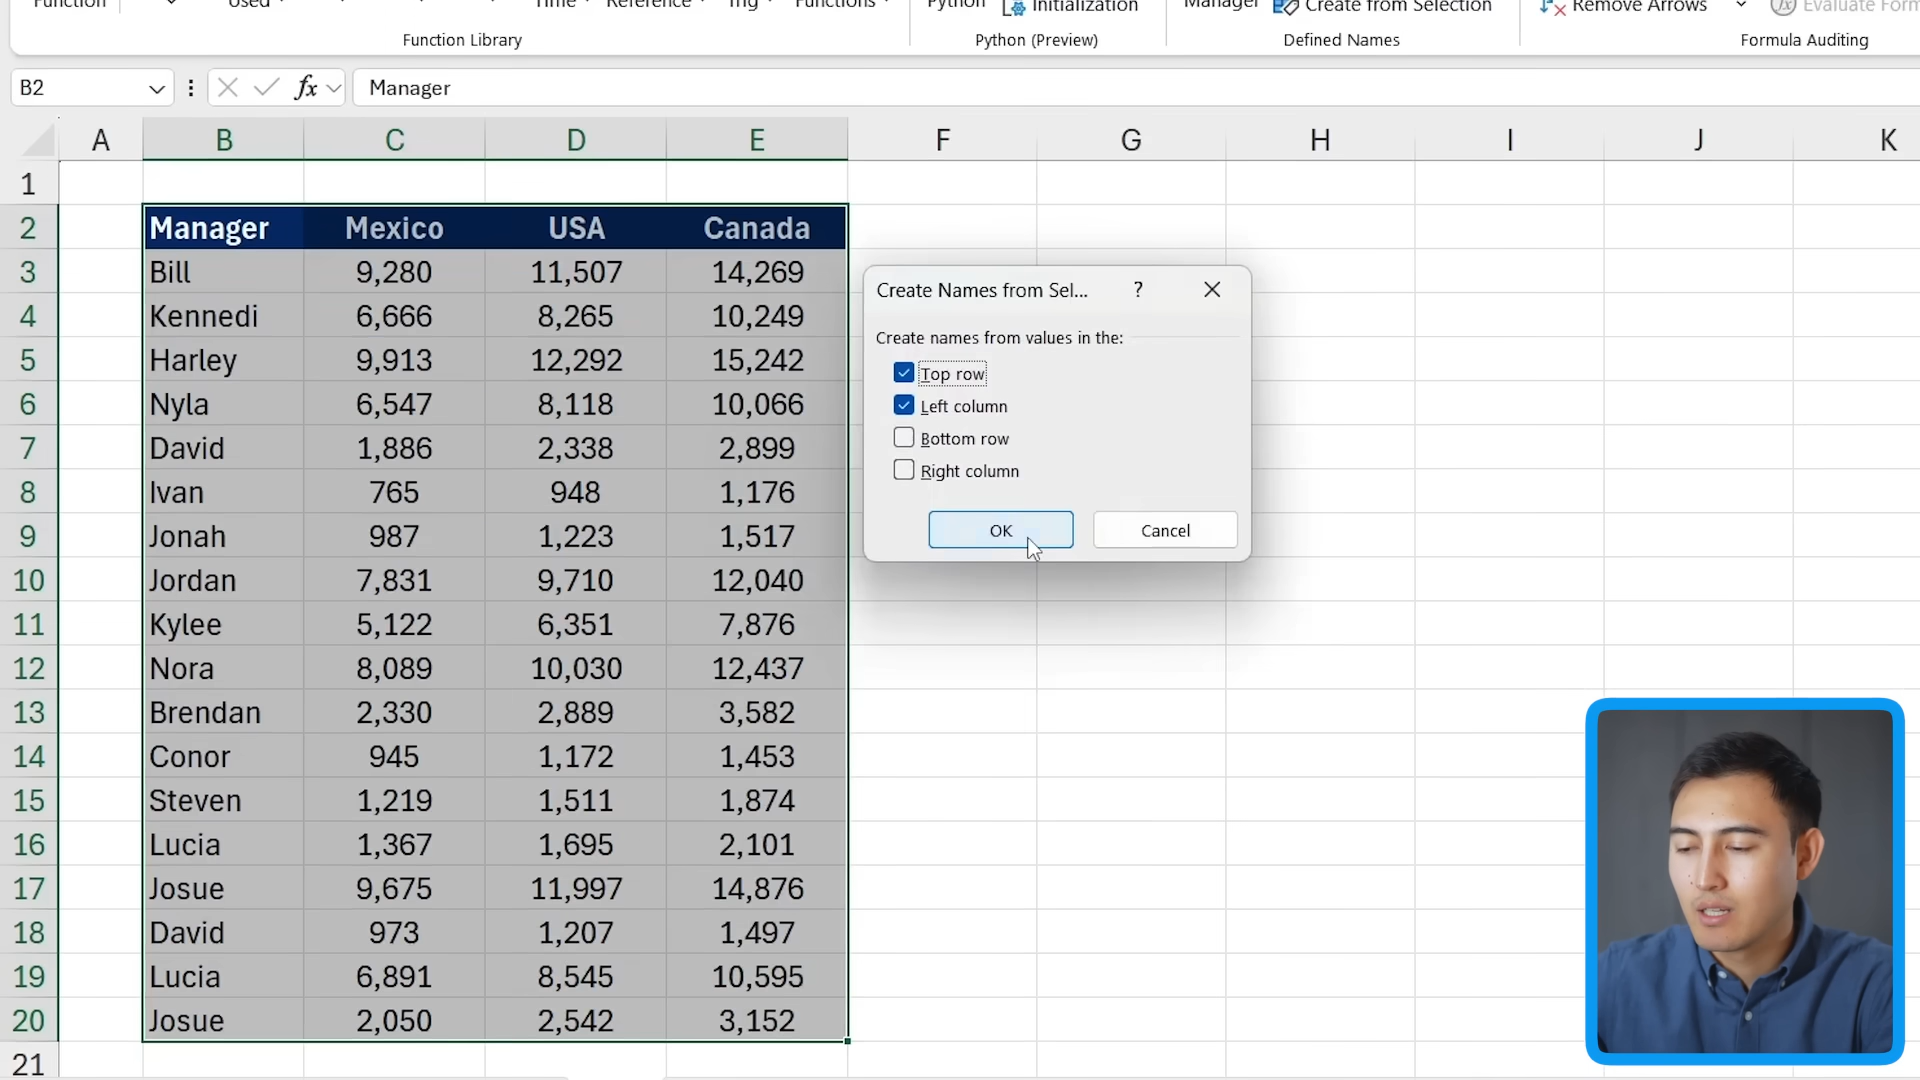 Function Used Time Reference Trig Functions Python Initialization Manager Create from Selection Remove Arrows
Function Library Python (Preview) Defined Names Formula Auditing
B2 fx Manager
A B C D E F G H I J K
1
2 Manager Mexico USA Canada
3 Bill 9,280 11,507 14,269
4 Kennedi 6,666 8,265 10,249
5 Harley 9,913 12,292 15,242
6 Nyla 6,547 8,118 10,066
7 David 1,886 2,338 2,899
8 Ivan 765 948 1,176
9 Jonah 987 1,223 1,517
10 Jordan 7,831 9,710 12,040
11 Kylee 5,122 6,351 7,876
12 Nora 8,089 10,030 12,437
13 Brendan 2,330 2,889 3,582
14 Conor 945 1,172 1,453
15 Steven 1,219 1,511 1,874
16 Lucia 1,367 1,695 2,101
17 Josue 9,675 11,997 14,876
18 David 973 1,207 1,497
19 Lucia 6,891 8,545 10,595
20 Josue 2,050 2,542 3,152
21
Create Names from Sel... ?
Create names from values in the:
Top row
Left column
Bottom row
Right column
OK Cancel